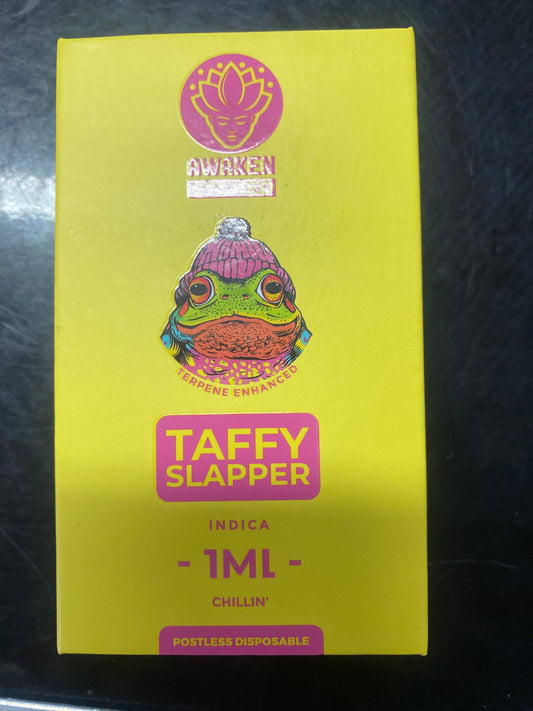 AWAKEN
TERPENE ENHANCED
TAFFY
SLAPPER
INDICA
- 1ML -
CHILLIN'
POSTLESS DISPOSABLE